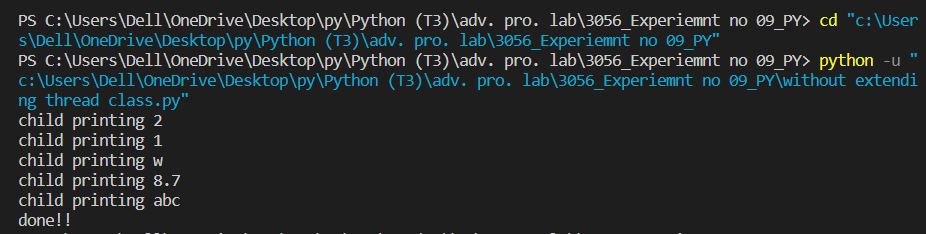 PS C:\Users\Dell\OneDrive\Desktop\py\Python (T3)\adv. pro. lab\3056_Experiemnt no 09_PY> cd "c:\User
s\Dell\OneDrive\Desktop\py\Python (T3)\adv. pro. lab\3056_Experiemnt no 09_PY"
PS C:\Users\Dell\OneDrive\Desktop\py\Python (T3)\adv. pro. lab\3056_Experiemnt no 09_PY> python -u "
c:\Users\Dell\OneDrive\Desktop\py\Python (T3)\adv. pro. lab\3056_Experiemnt no 09_PY\without extendi
ng thread class.py"
child printing 2
child printing 1
child printing w
child printing 8.7
child printing abc
done!!